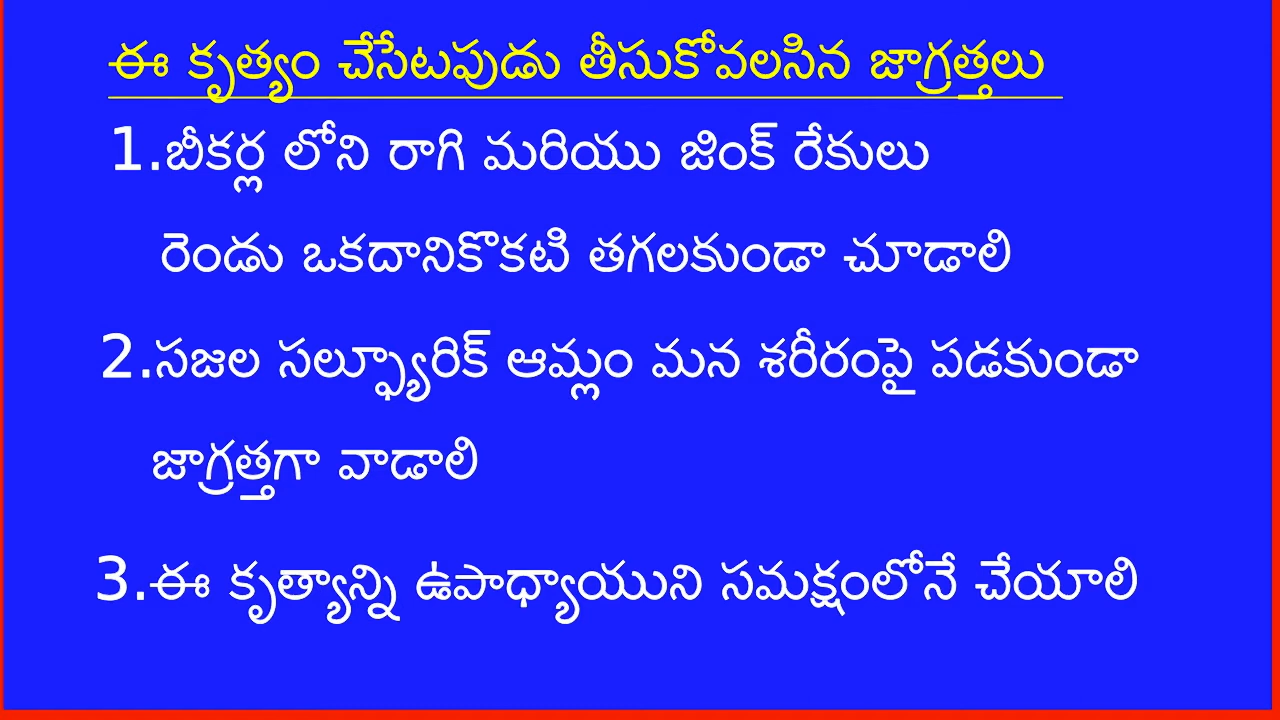 ఈ కృత్యం చేసేటపుడు తీసుకోవలసిన జాగ్రత్తలు
1.బీకర్ల లోని రాగి మరియు జింక్ రేకులు
రెండు ఒకదానికొకటి తగలకుండా చూడాలి
2.సజల సల్ఫ్యూరిక్ ఆమ్లం మన శరీరంపై పడకుండా
జాగ్రత్తగా వాడాలి
3.ఈ కృత్యాన్ని ఉపాధ్యాయుని సమక్షంలోనే చేయాలి